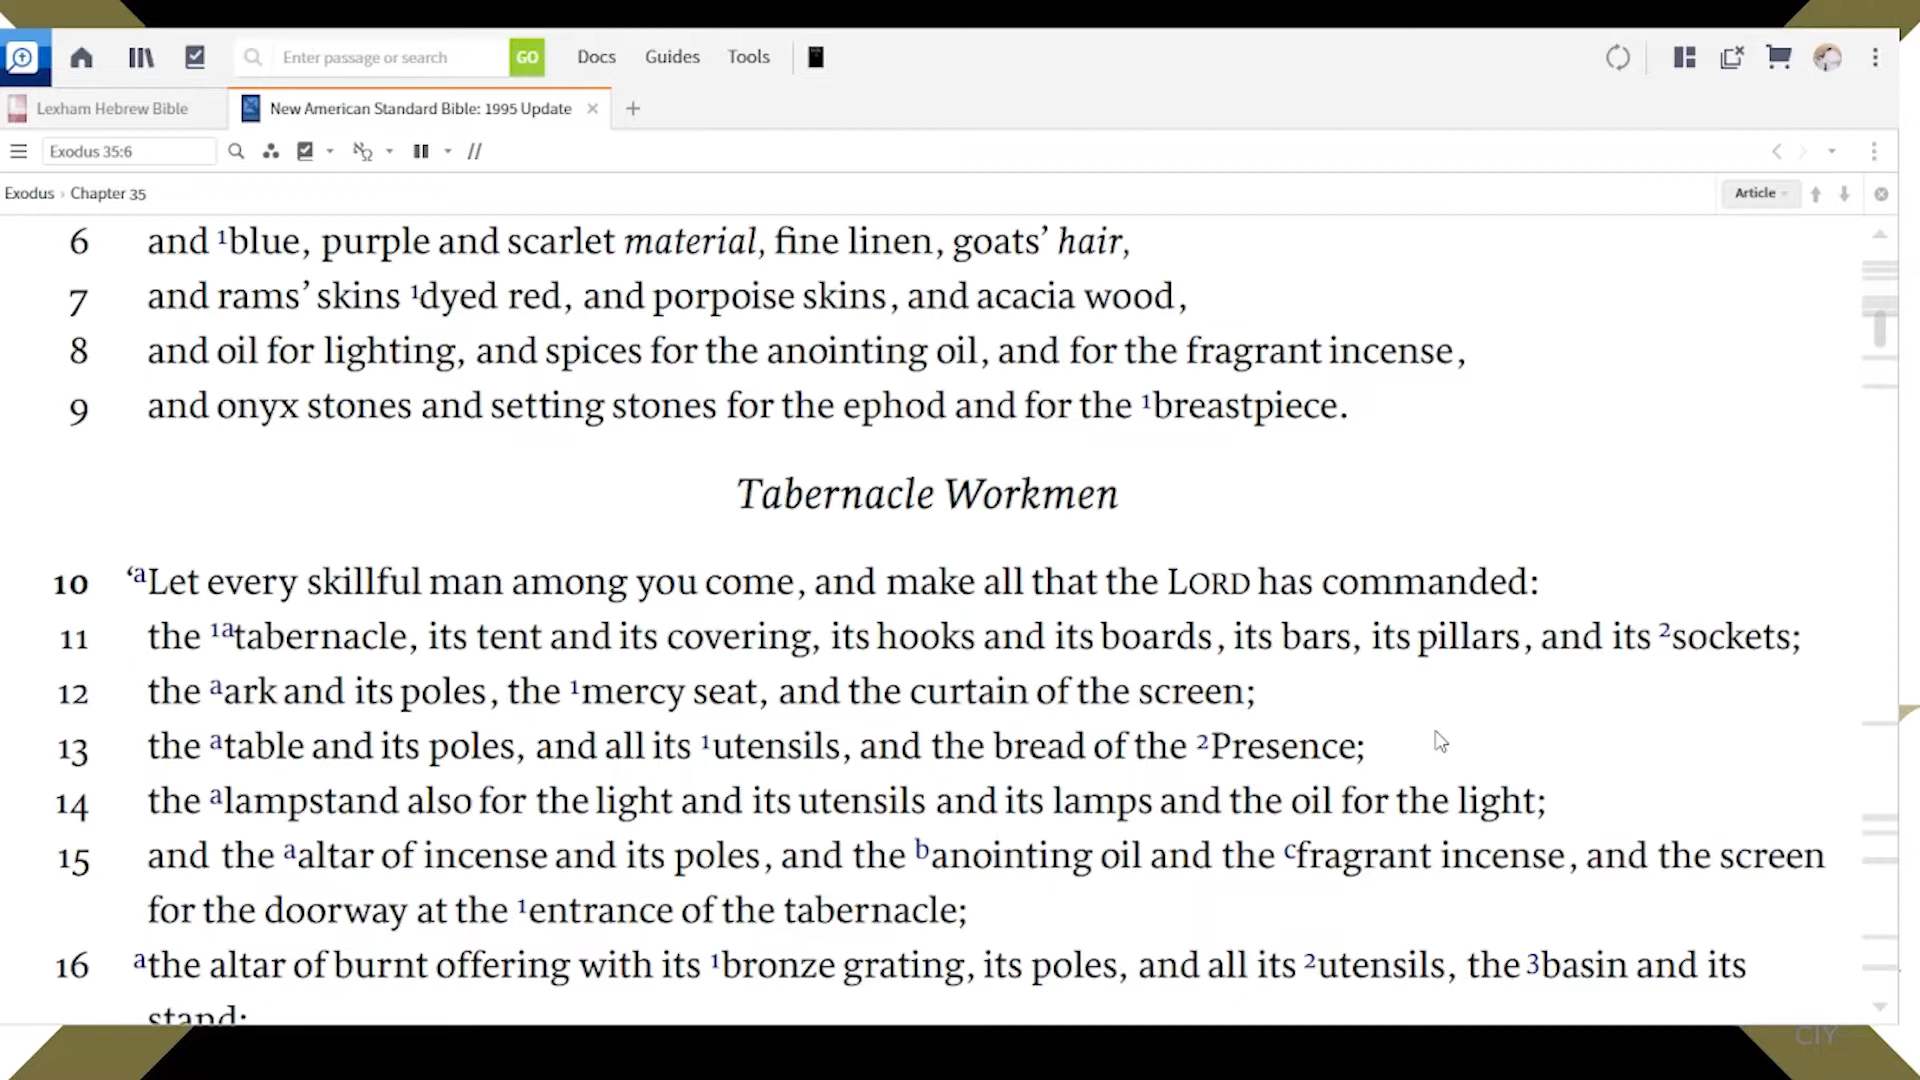 Enter passage or search GO Docs Guides Tools
Lexham Hebrew Bible New American Standard Bible: 1995 Update
Exodus 35:6
Exodus › Chapter 35 Article
6 and ¹blue, purple and scarlet material, fine linen, goats’ hair,
7 and rams’ skins ¹dyed red, and porpoise skins, and acacia wood,
8 and oil for lighting, and spices for the anointing oil, and for the fragrant incense,
9 and onyx stones and setting stones for the ephod and for the ¹breastpiece.
Tabernacle Workmen
10 ‘ᵃLet every skillful man among you come, and make all that the LORD has commanded:
11 the ¹ᵃtabernacle, its tent and its covering, its hooks and its boards, its bars, its pillars, and its ²sockets;
12 the ᵃark and its poles, the ¹mercy seat, and the curtain of the screen;
13 the ᵃtable and its poles, and all its ¹utensils, and the bread of the ²Presence;
14 the ᵃlampstand also for the light and its utensils and its lamps and the oil for the light;
15 and the ᵃaltar of incense and its poles, and the ᵇanointing oil and the ᶜfragrant incense, and the screen
for the doorway at the ¹entrance of the tabernacle;
16 ᵃthe altar of burnt offering with its ¹bronze grating, its poles, and all its ²utensils, the ³basin and its
stand;
CIY